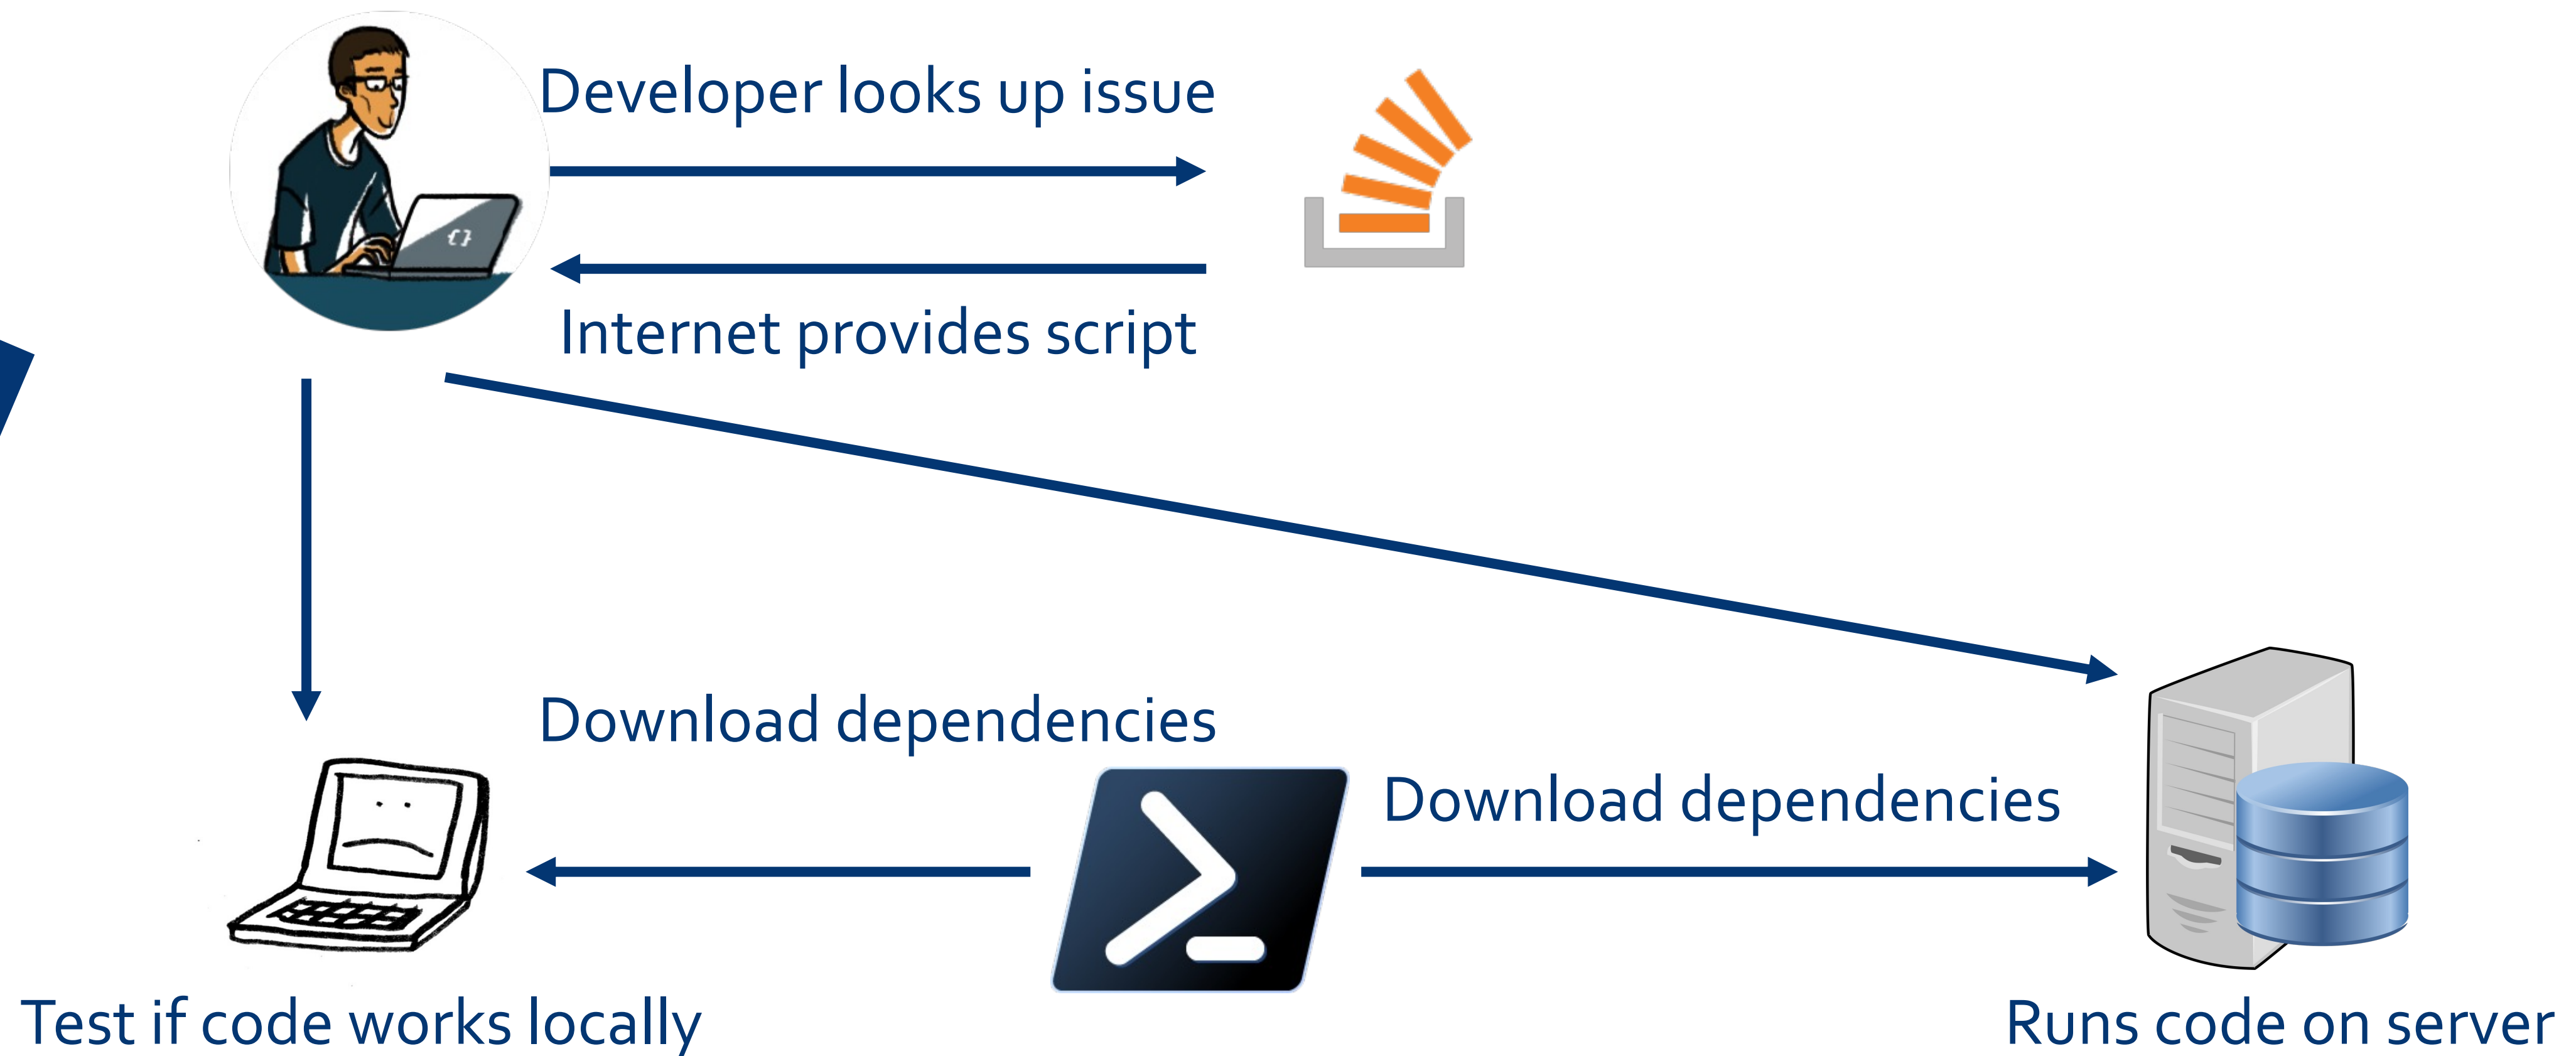 Developer looks up issue
{}
Internet provides script
Download dependencies
Download dependencies
Test if code works locally
Runs code on server